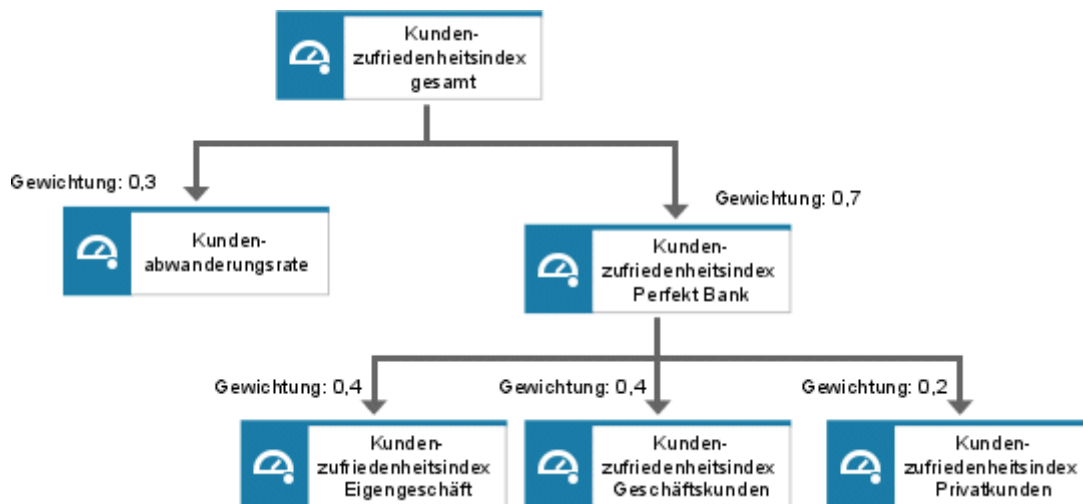 Kunden-
zufriedenheitsindex
gesamt
Gewichtung: 0,3
Gewichtung: 0,7
Kunden-
abwanderungsrate
Kunden-
zufriedenheitsindex
Perfekt Bank
Gewichtung: 0,4
Gewichtung: 0,4
Gewichtung: 0,2
Kunden-
zufriedenheitsindex
Eigengeschäft
Kunden-
zufriedenheitsindex
Geschäftskunden
Kunden-
zufriedenheitsindex
Privatkunden